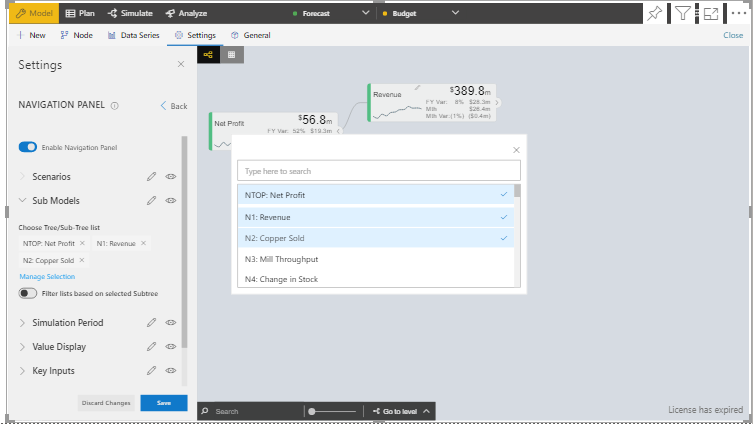 Model Plan Simulate Analyze Forecast Budget
New Node Data Series Settings General Close
Settings
NAVIGATION PANEL Back
Enable Navigation Panel
Scenarios
Sub Models
Choose Tree/Sub-Tree list
NTOP: Net Profit × N1: Revenue ×
N2: Copper Sold ×
Manage Selection
Filter lists based on selected Subtree
Simulation Period
Value Display
Key Inputs
Discard Changes Save
Revenue $389.8m
FY Var: 8% $28.3m
Mth $26.4m
Mth Var:(1%) ($0.4m)
Net Profit $56.8m
FY Var: 52% $19.3m
Type here to search
NTOP: Net Profit
N1: Revenue
N2: Copper Sold
N3: Mill Throughput
N4: Change in Stock
Search Go to level
License has expired